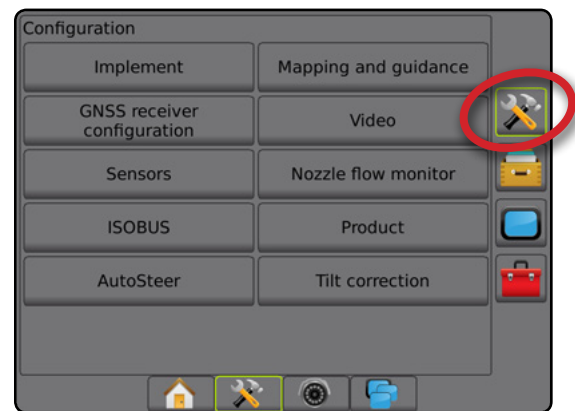 Configuration
Implement
Mapping and guidance
GNSS receiver
configuration
Video
Sensors
Nozzle flow monitor
ISOBUS
Product
AutoSteer
Tilt correction